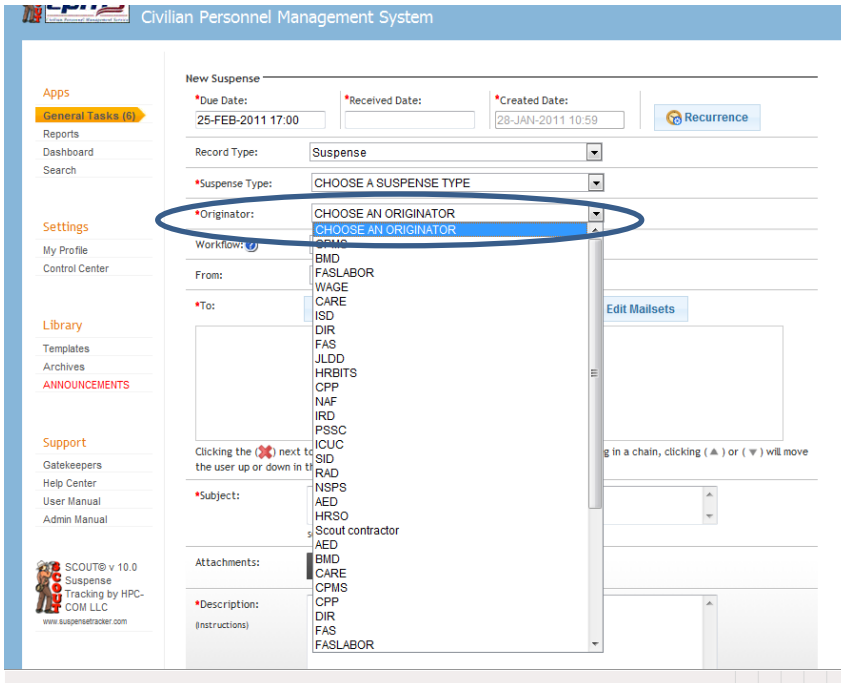 Civilian Personnel Management System
Apps
General Tasks (6)
Reports
Dashboard
Search
Settings
My Profile
Control Center
Library
Templates
Archives
ANNOUNCEMENTS
Support
Gatekeepers
Help Center
User Manual
Admin Manual
SCOUT
SCOUT© v 10.0
Suspense
Tracking by HPC-
COM LLC
www.suspensetracker.com
New Suspense
*Due Date: *Received Date: *Created Date:
25-FEB-2011 17:00 28-JAN-2011 10:59 Recurrence
Record Type: Suspense
*Suspense Type: CHOOSE A SUSPENSE TYPE
*Originator: CHOOSE AN ORIGINATOR
CHOOSE AN ORIGINATOR
Workflow: CPMS
BMD
From: FASLABOR
WAGE
*To: CARE Edit Mailsets
ISD
DIR
FAS
JLDD
HRBITS
CPP
NAF
IRD
PSSC
ICUC
Clicking the ( ) next SID g in a chain, clicking ( ▲ ) or ( ▼ ) will move
the user up or down in RAD
*Subject: NSPS
AED
HRSO
Scout contractor
AED
Attachments: BMD
CARE
CPMS
*Description: CPP
DIR
(Instructions) FAS
FASLABOR